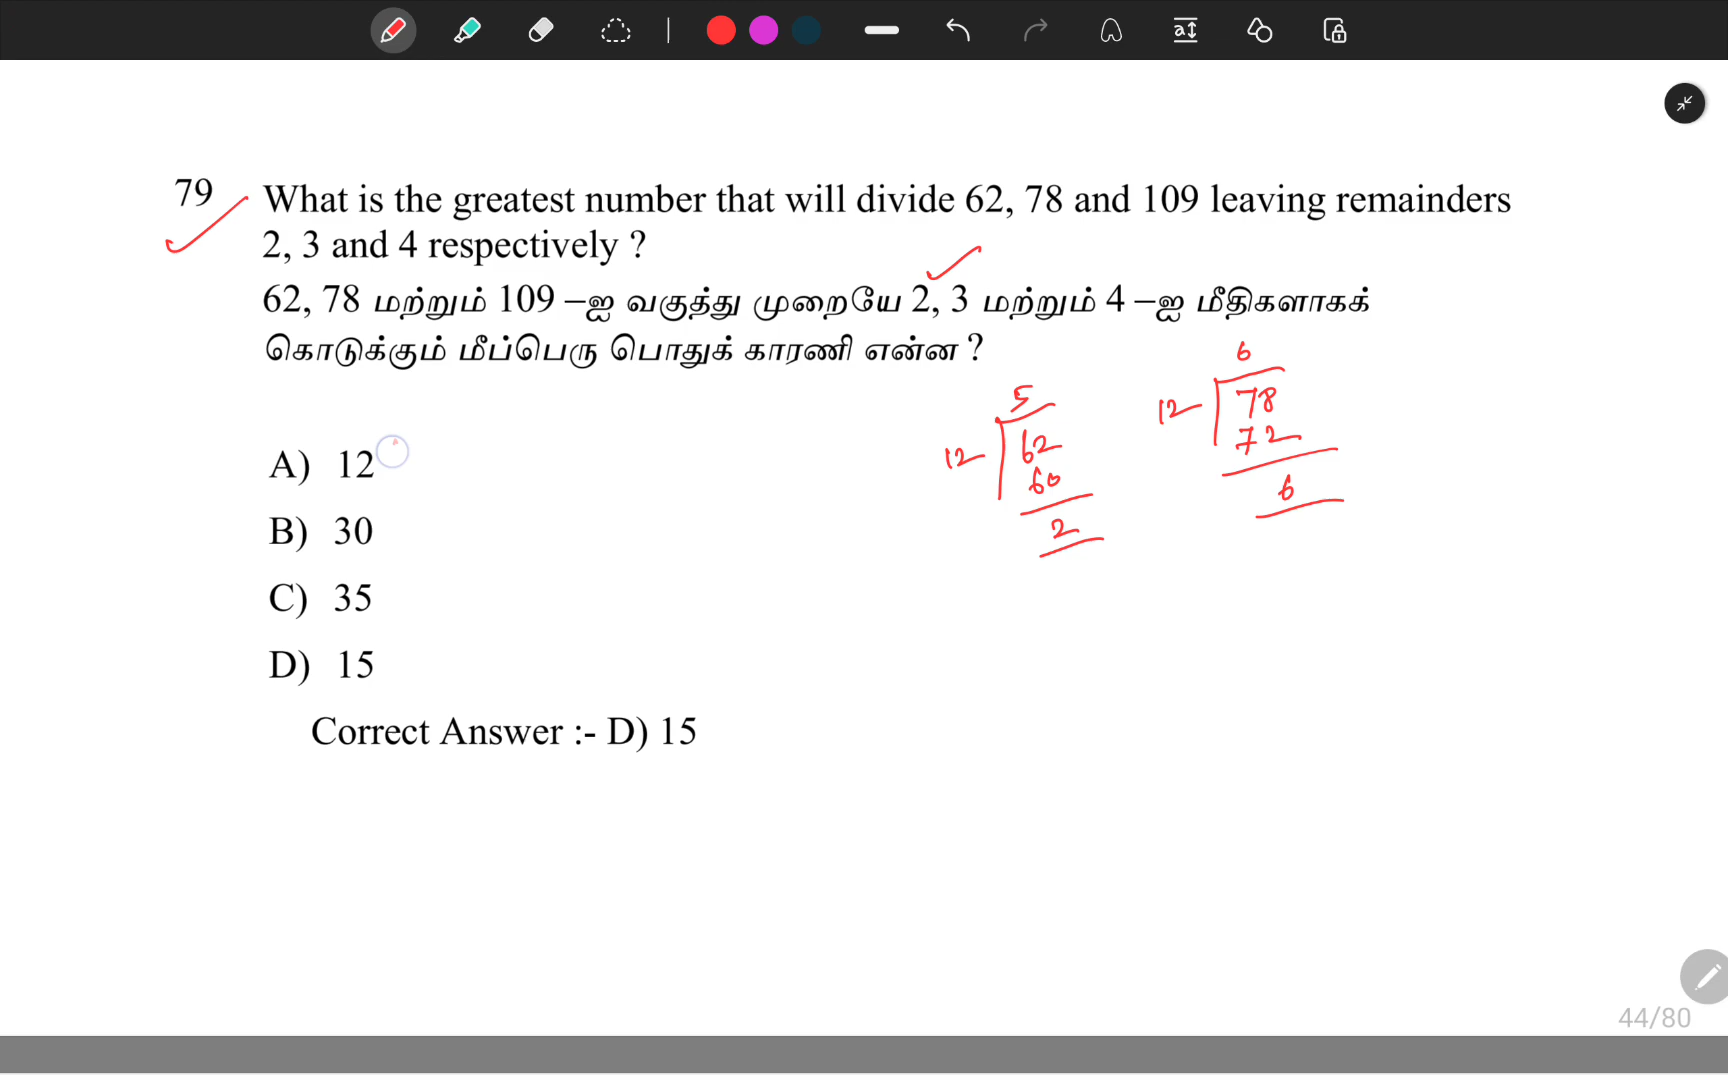 79 What is the greatest number that will divide 62, 78 and 109 leaving remainders
2, 3 and 4 respectively ?
62, 78 மற்றும் 109 –ஐ வகுத்து முறையே 2, 3 மற்றும் 4 –ஐ மீதிகளாகக்
கொடுக்கும் மீப்பெரு பொதுக் காரணி என்ன ?
A) 12
B) 30
C) 35
D) 15
Correct Answer :- D) 15
5
12 62
60
2
6
12 78
72
6
44/80